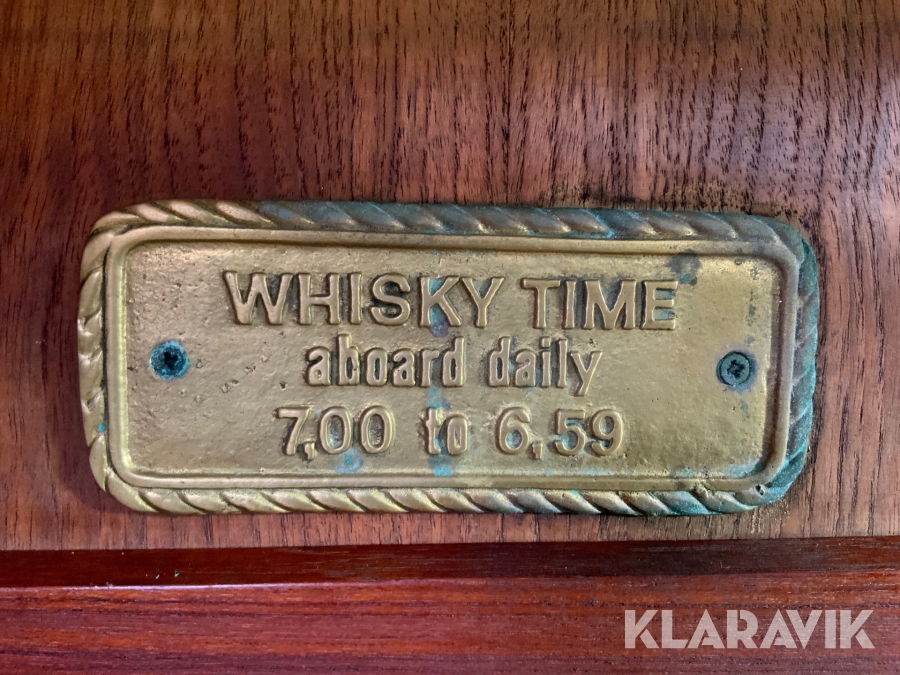 WHISKY TIME
aboard daily
7,00 to 6,59
KLARAVIK